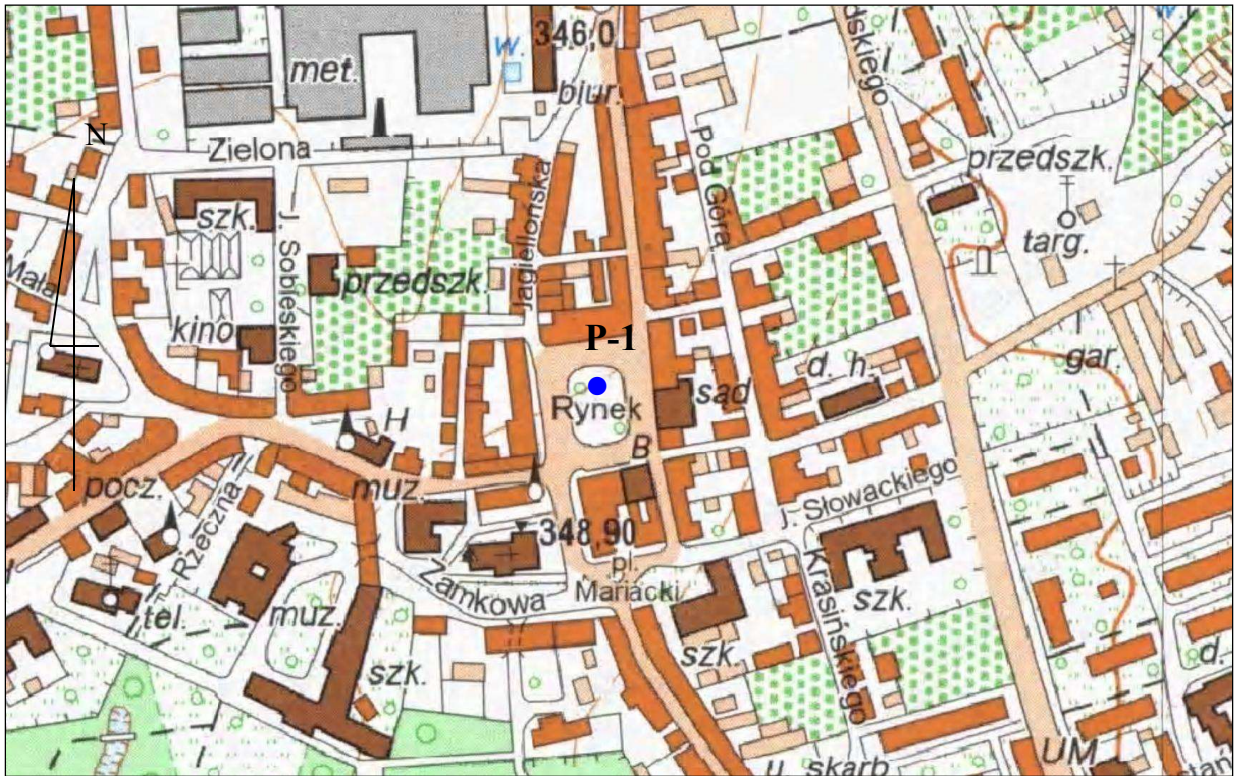 346,0
w.
w.
dskiego
met.
biur.
N
Zielona
Pod Górą
przedszk.
szk.
J. Sobieskiego
Jagiellońska
targ.
Mała
przedszk.
kino
P-1
gar.
d. h.
sąd
Rynek
H
B
pocz.
muz.
J. Słowackiego
Rzeczna
348,90
pl.
Mariacki
Zamkowa
Krasińskiego
szk.
tel.
muz.
szk.
szk.
d.
UM
u. skarb